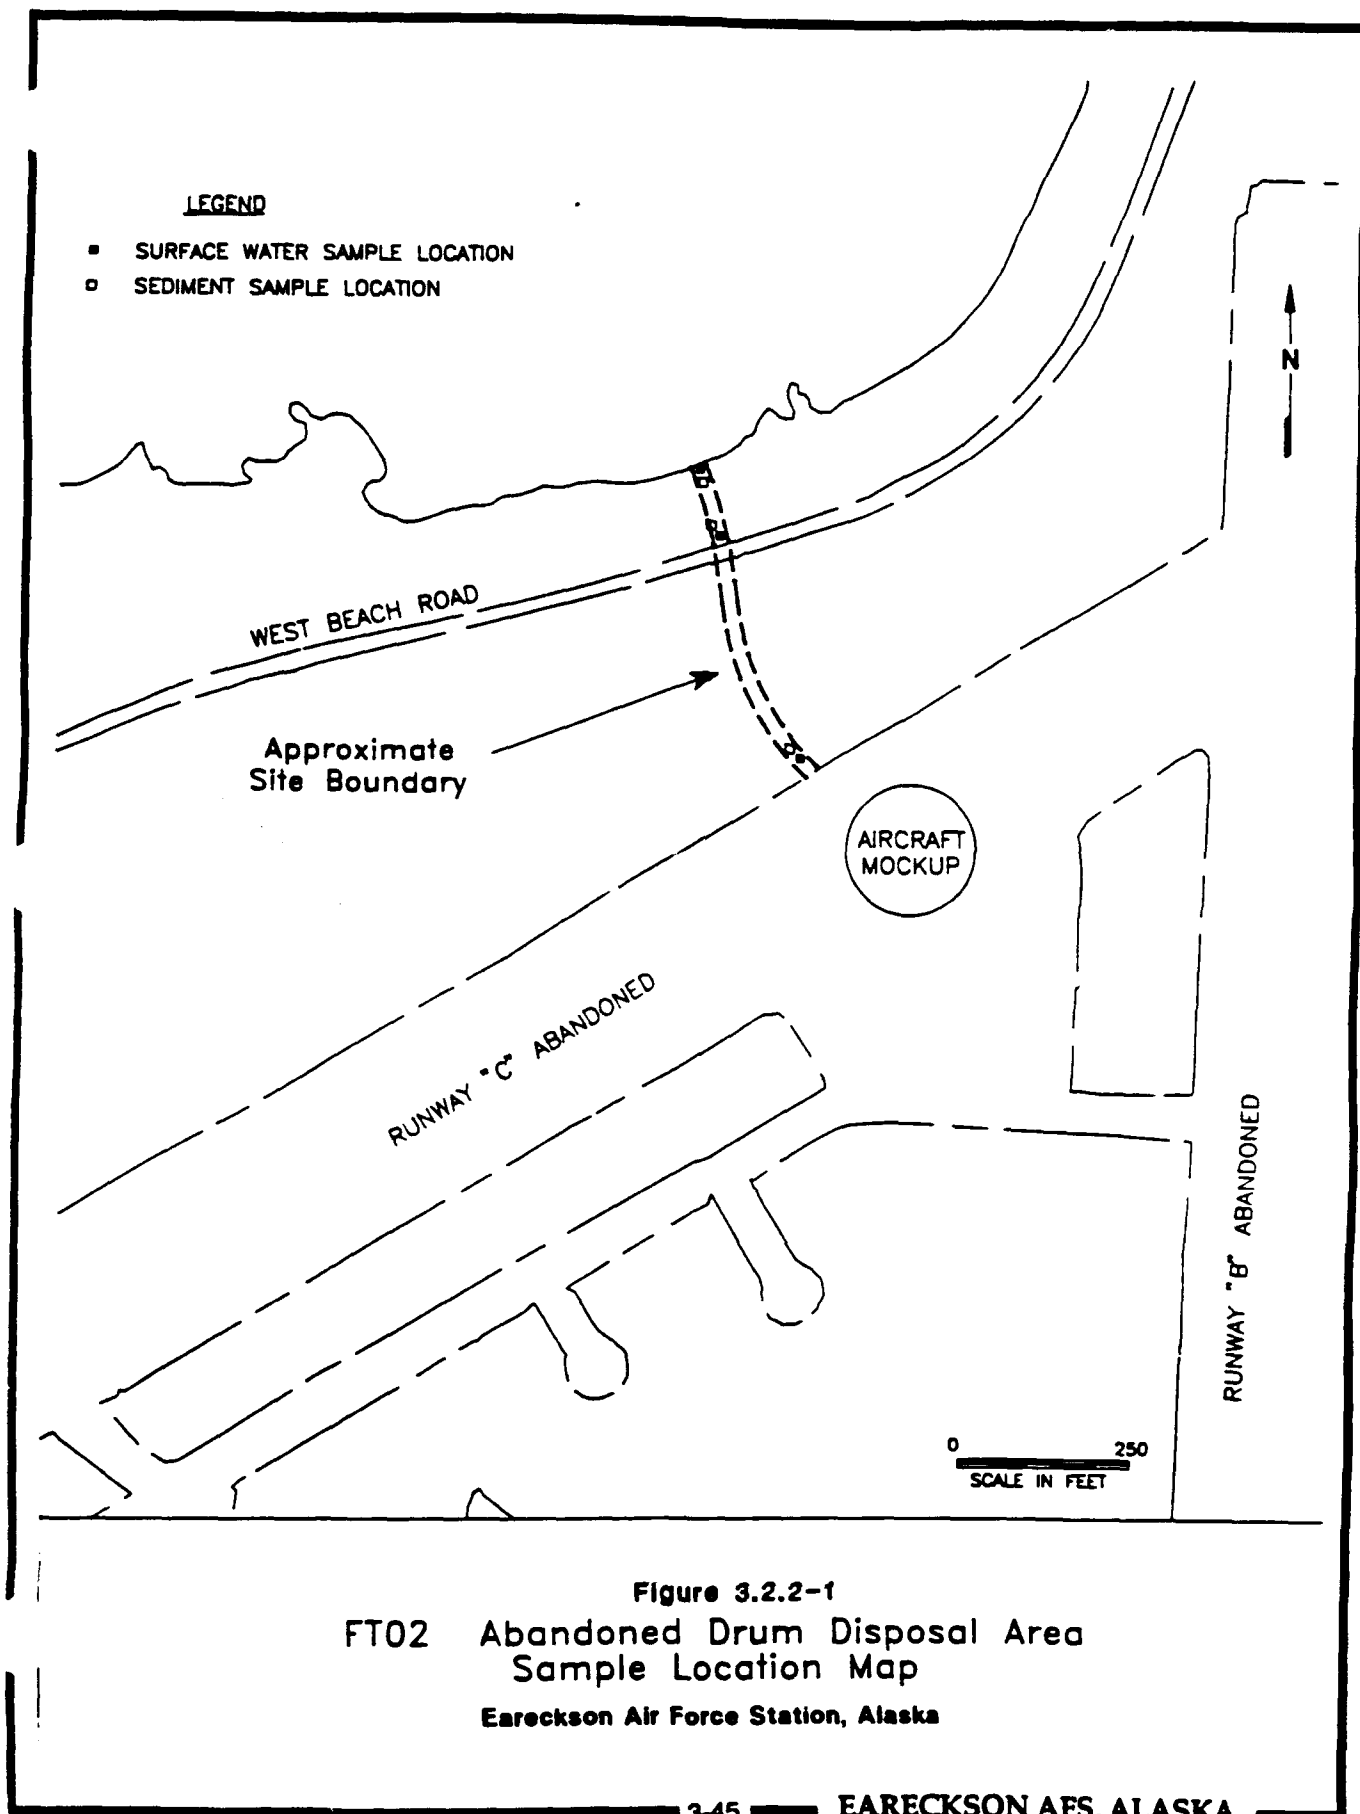 LEGEND
SURFACE WATER SAMPLE LOCATION
SEDIMENT SAMPLE LOCATION
N
WEST BEACH ROAD
Approximate
Site Boundary
AIRCRAFT
MOCKUP
RUNWAY "C" ABANDONED
RUNWAY "B" ABANDONED
0 250
SCALE IN FEET
Figure 3.2.2-1
FT02 Abandoned Drum Disposal Area
Sample Location Map
Eareckson Air Force Station, Alaska
3-45 EARECKSON AFS, ALASKA